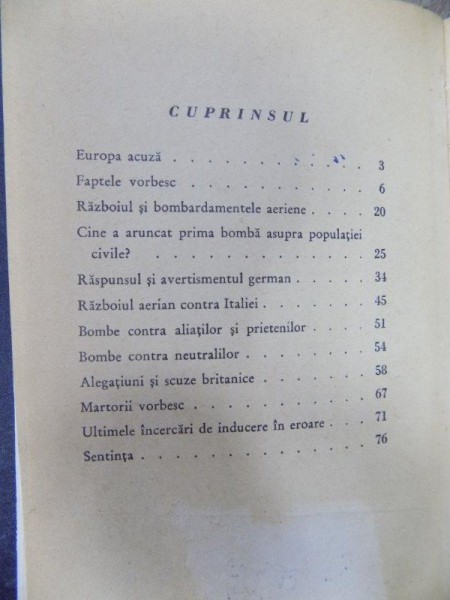 CUPRINSUL
Europa acuză . . . . . . . . . . . . 3
Faptele vorbesc . . . . . . . . . . . 6
Războiul și bombardamentele aeriene . . . . 20
Cine a aruncat prima bombă asupra populației
civile? . . . . . . . . . . . . 25
Răspunsul și avertismentul german . . . . . 34
Războiul aerian contra Italiei . . . . . . . 45
Bombe contra aliaților și prietenilor . . . . 51
Bombe contra neutralilor . . . . . . . . 54
Alegațiuni și scuze britanice . . . . . . . 58
Martorii vorbesc . . . . . . . . . . 67
Ultimele încercări de inducere în eroare . . . 71
Sentința . . . . . . . . . . . . . 76